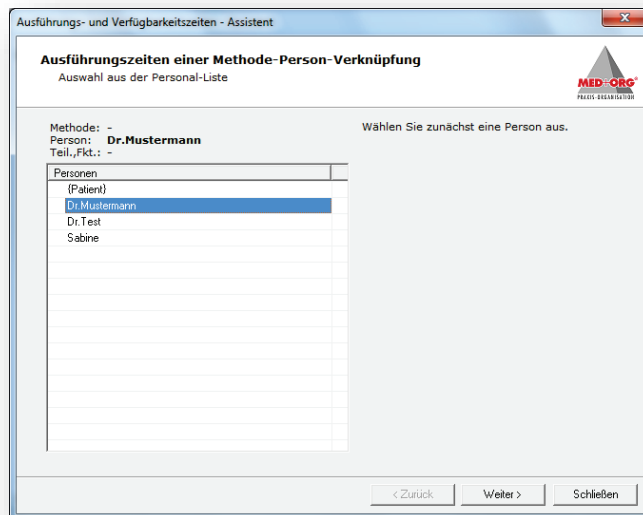 Ausführungs- und Verfügbarkeitszeiten - Assistent
Ausführungszeiten einer Methode-Person-Verknüpfung
Auswahl aus der Personal-Liste
MED-ORG®
PRAXIS-ORGANISATION
Methode: -
Person: Dr.Mustermann
Teil.,Fkt.: -
Wählen Sie zunächst eine Person aus.
Personen
{Patient}
Dr.Mustermann
Dr.Test
Sabine
< Zurück
Weiter >
Schließen